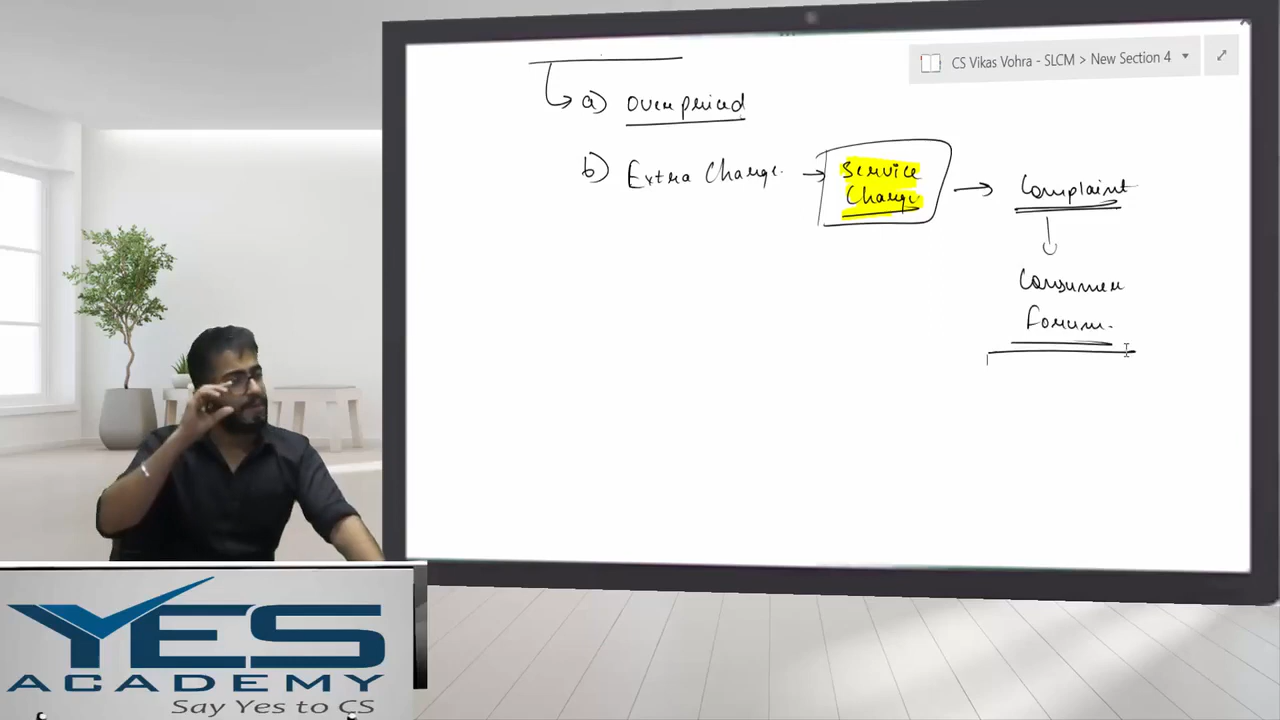 CS Vikas Vohra - SLCM > New Section 4
a) Overpriced
b) Extra Charge. → Service
Charge → Complaint
Consumer
Forum.
YES
ACADEMY
Say Yes to CS